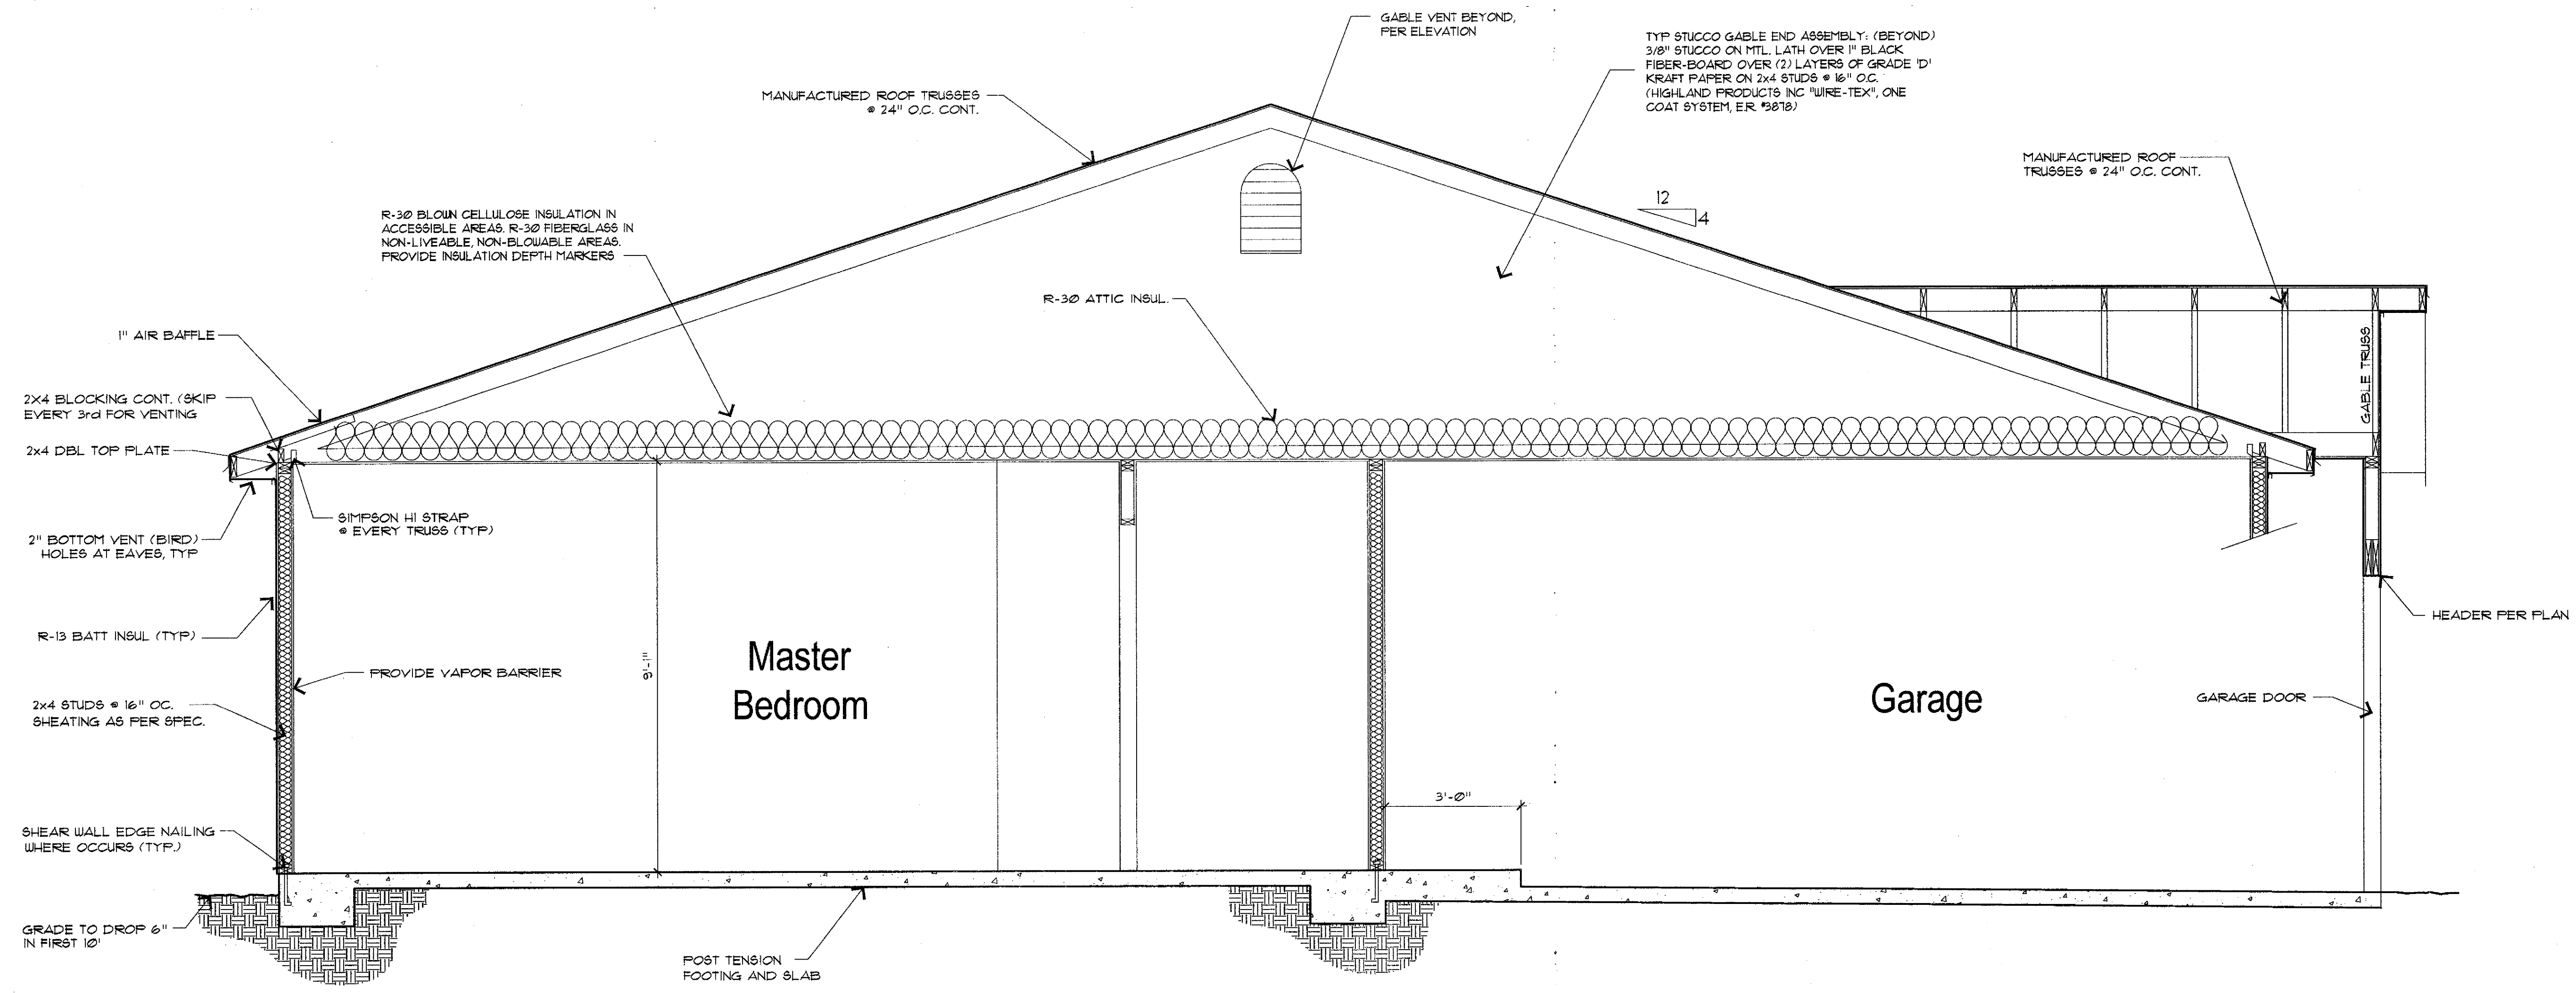 GABLE VENT BEYOND,
PER ELEVATION
TYP STUCCO GABLE END ASSEMBLY: (BEYOND)
3/8" STUCCO ON MTL. LATH OVER 1" BLACK
FIBER-BOARD OVER (2) LAYERS OF GRADE 'D'
KRAFT PAPER ON 2x4 STUDS @ 16" O.C.
(HIGHLAND PRODUCTS INC "WIRE-TEX", ONE
COAT SYSTEM, E.R. #3878)
MANUFACTURED ROOF TRUSSES
@ 24" O.C. CONT.
MANUFACTURED ROOF
TRUSSES @ 24" O.C. CONT.
12
4
R-30 BLOWN CELLULOSE INSULATION IN
ACCESSIBLE AREAS. R-30 FIBERGLASS IN
NON-LIVEABLE, NON-BLOWABLE AREAS.
PROVIDE INSULATION DEPTH MARKERS
R-30 ATTIC INSUL.
1" AIR BAFFLE
GABLE TRUSS
2X4 BLOCKING CONT. (SKIP
EVERY 3rd FOR VENTING
2x4 DBL TOP PLATE
SIMPSON H1 STRAP
@ EVERY TRUSS (TYP)
2" BOTTOM VENT (BIRD)
HOLES AT EAVES, TYP
HEADER PER PLAN
R-13 BATT INSUL (TYP)
9'-1"
Master
Bedroom
PROVIDE VAPOR BARRIER
Garage
GARAGE DOOR
2x4 STUDS @ 16" OC.
SHEATING AS PER SPEC.
3'-0"
SHEAR WALL EDGE NAILING
WHERE OCCURS (TYP.)
GRADE TO DROP 6"
IN FIRST 10'
POST TENSION
FOOTING AND SLAB